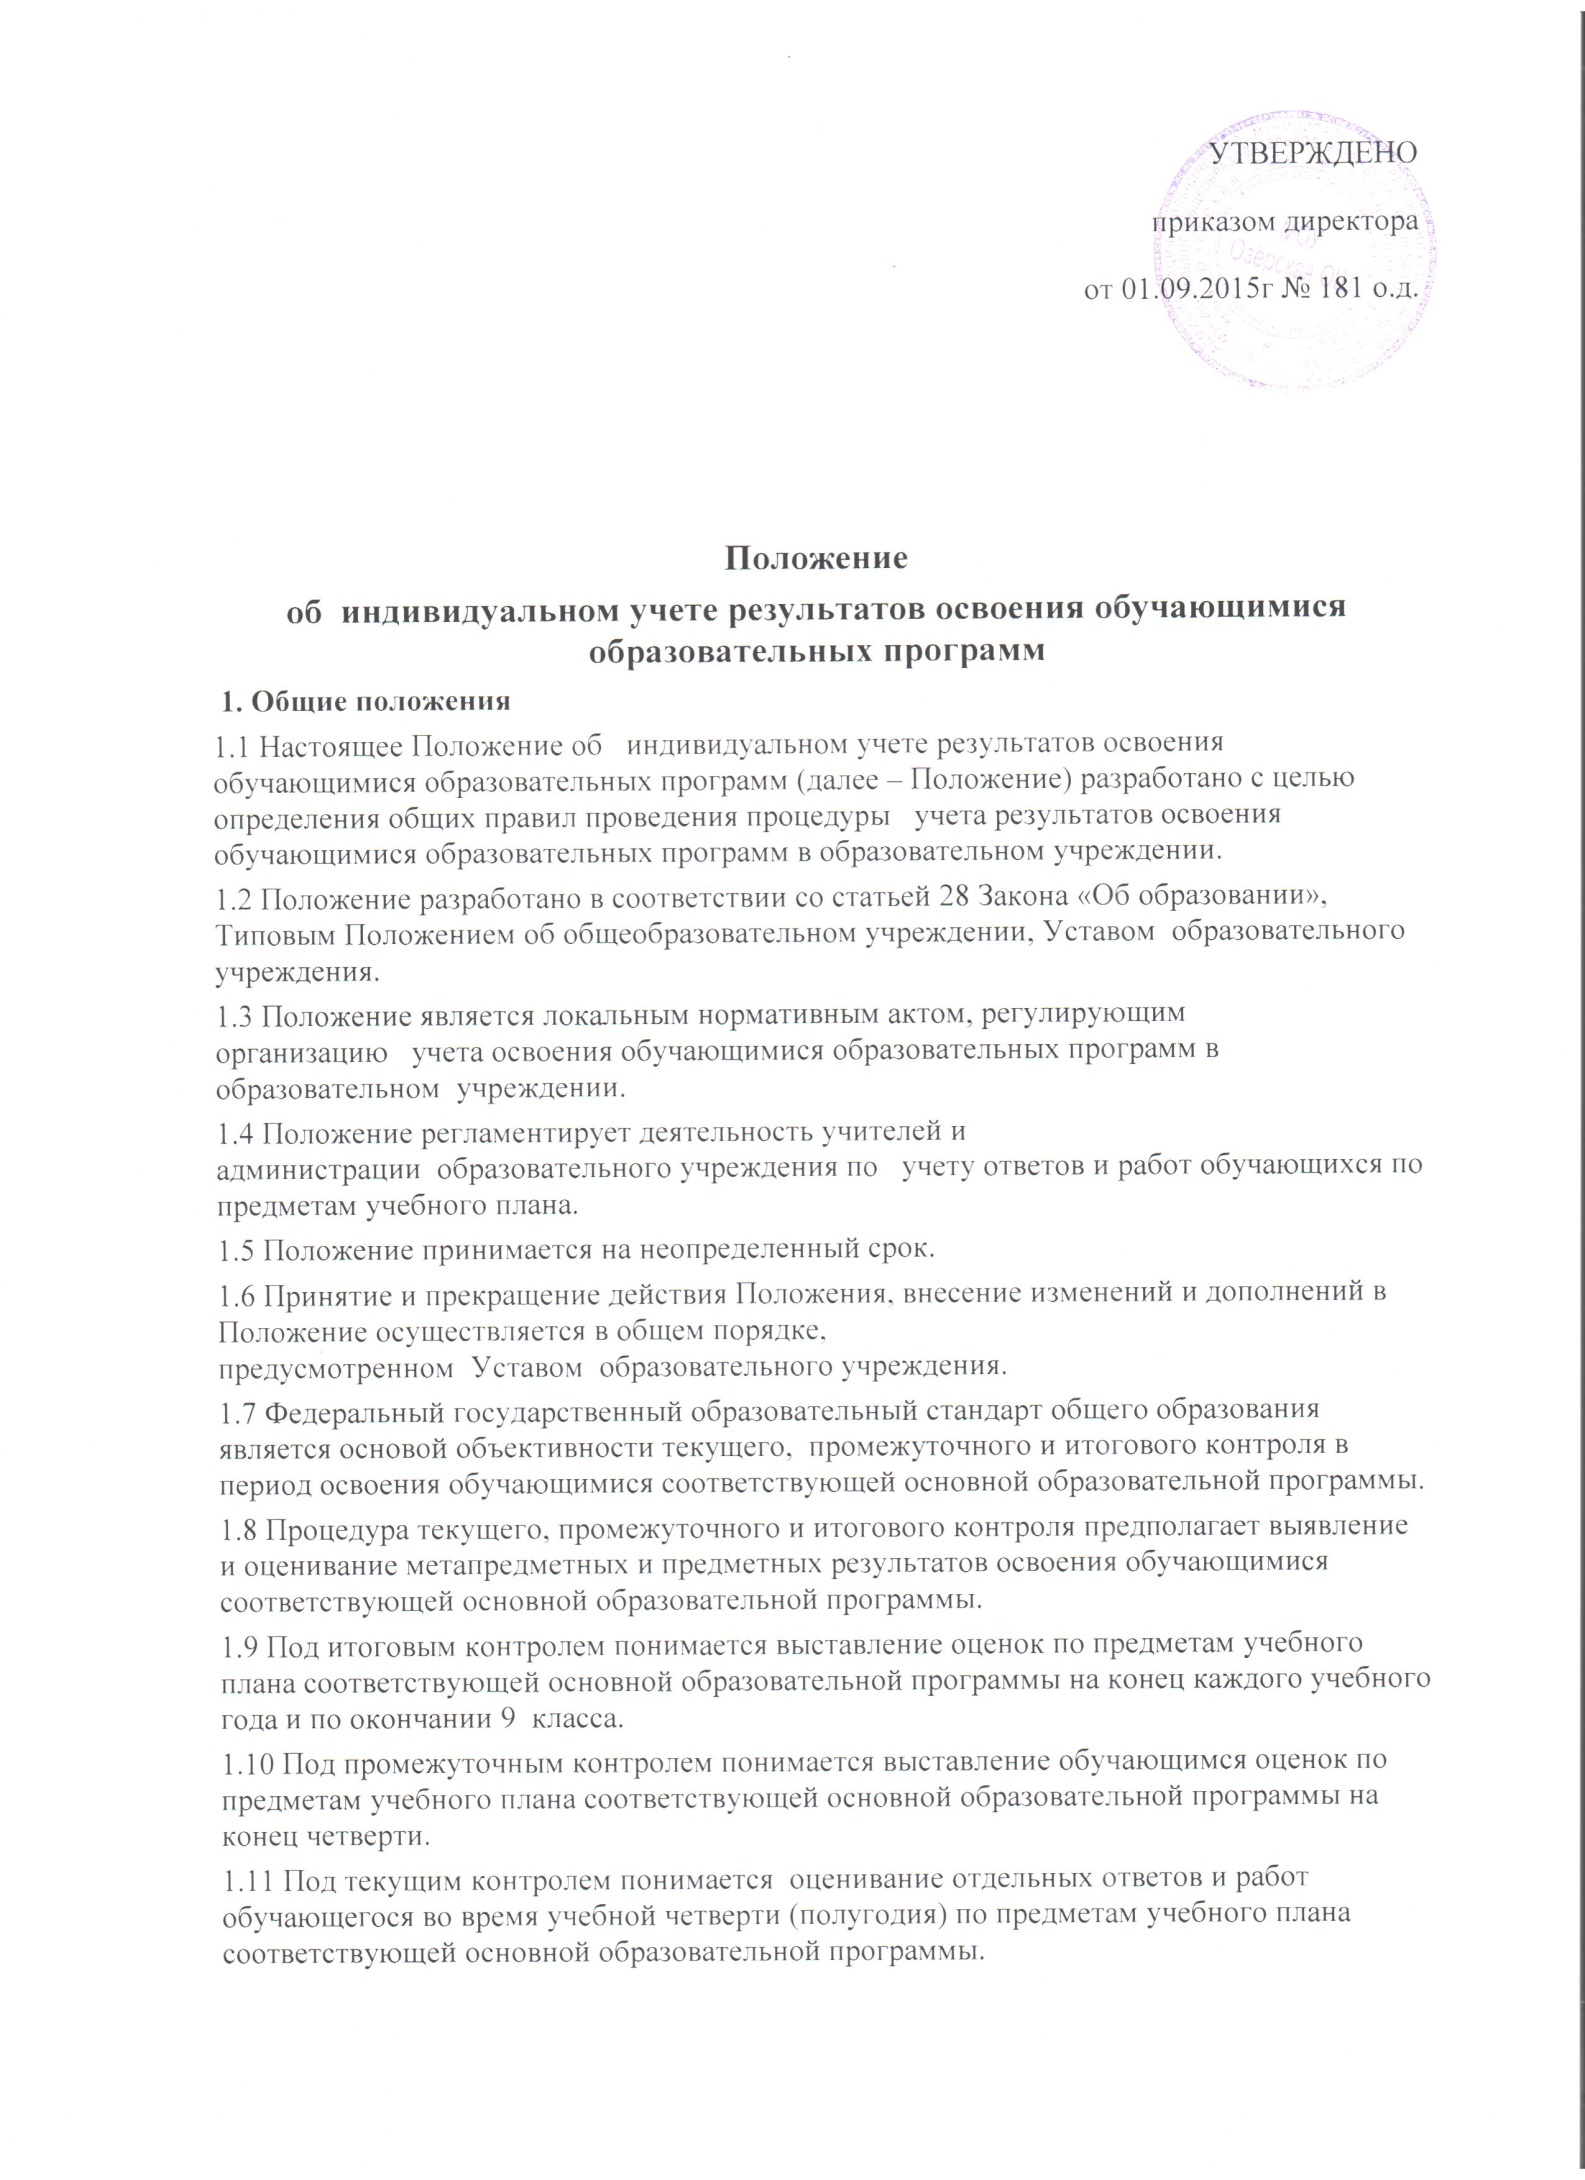 УТВЕРЖДЕНО
приказом директора
от 01.09.2015г № 181 о.д.
Озерская
Положение
об индивидуальном учете результатов освоения обучающимися
образовательных программ
1. Общие положения
1.1 Настоящее Положение об индивидуальном учете результатов освоения
обучающимися образовательных программ (далее – Положение) разработано с целью
определения общих правил проведения процедуры учета результатов освоения
обучающимися образовательных программ в образовательном учреждении.
1.2 Положение разработано в соответствии со статьей 28 Закона «Об образовании»,
Типовым Положением об общеобразовательном учреждении, Уставом образовательного
учреждения.
1.3 Положение является локальным нормативным актом, регулирующим
организацию учета освоения обучающимися образовательных программ в
образовательном учреждении.
1.4 Положение регламентирует деятельность учителей и
администрации образовательного учреждения по учету ответов и работ обучающихся по
предметам учебного плана.
1.5 Положение принимается на неопределенный срок.
1.6 Принятие и прекращение действия Положения, внесение изменений и дополнений в
Положение осуществляется в общем порядке,
предусмотренном Уставом образовательного учреждения.
1.7 Федеральный государственный образовательный стандарт общего образования
является основой объективности текущего, промежуточного и итогового контроля в
период освоения обучающимися соответствующей основной образовательной программы.
1.8 Процедура текущего, промежуточного и итогового контроля предполагает выявление
и оценивание метапредметных и предметных результатов освоения обучающимися
соответствующей основной образовательной программы.
1.9 Под итоговым контролем понимается выставление оценок по предметам учебного
плана соответствующей основной образовательной программы на конец каждого учебного
года и по окончании 9 класса.
1.10 Под промежуточным контролем понимается выставление обучающимся оценок по
предметам учебного плана соответствующей основной образовательной программы на
конец четверти.
1.11 Под текущим контролем понимается оценивание отдельных ответов и работ
обучающегося во время учебной четверти (полугодия) по предметам учебного плана
соответствующей основной образовательной программы.